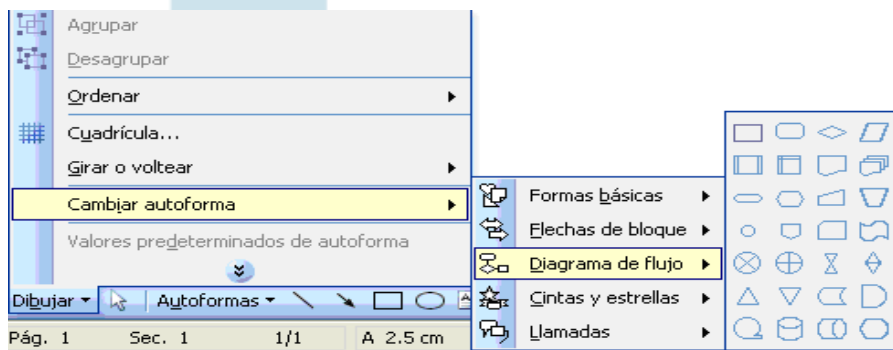 Agrupar
Desagrupar
Ordenar
Cuadrícula...
Girar o voltear
Cambiar autoforma
Valores predeterminados de autoforma
Formas básicas
Flechas de bloque
Diagrama de flujo
Cintas y estrellas
Llamadas
Dibujar
Autoformas
Pág. 1 Sec. 1 1/1 A 2.5 cm